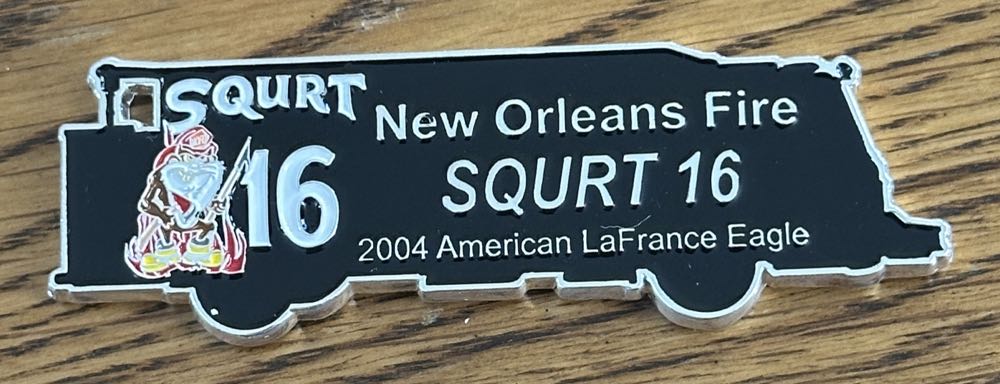 SQURT
16
New Orleans Fire
SQURT 16
2004 American LaFrance Eagle